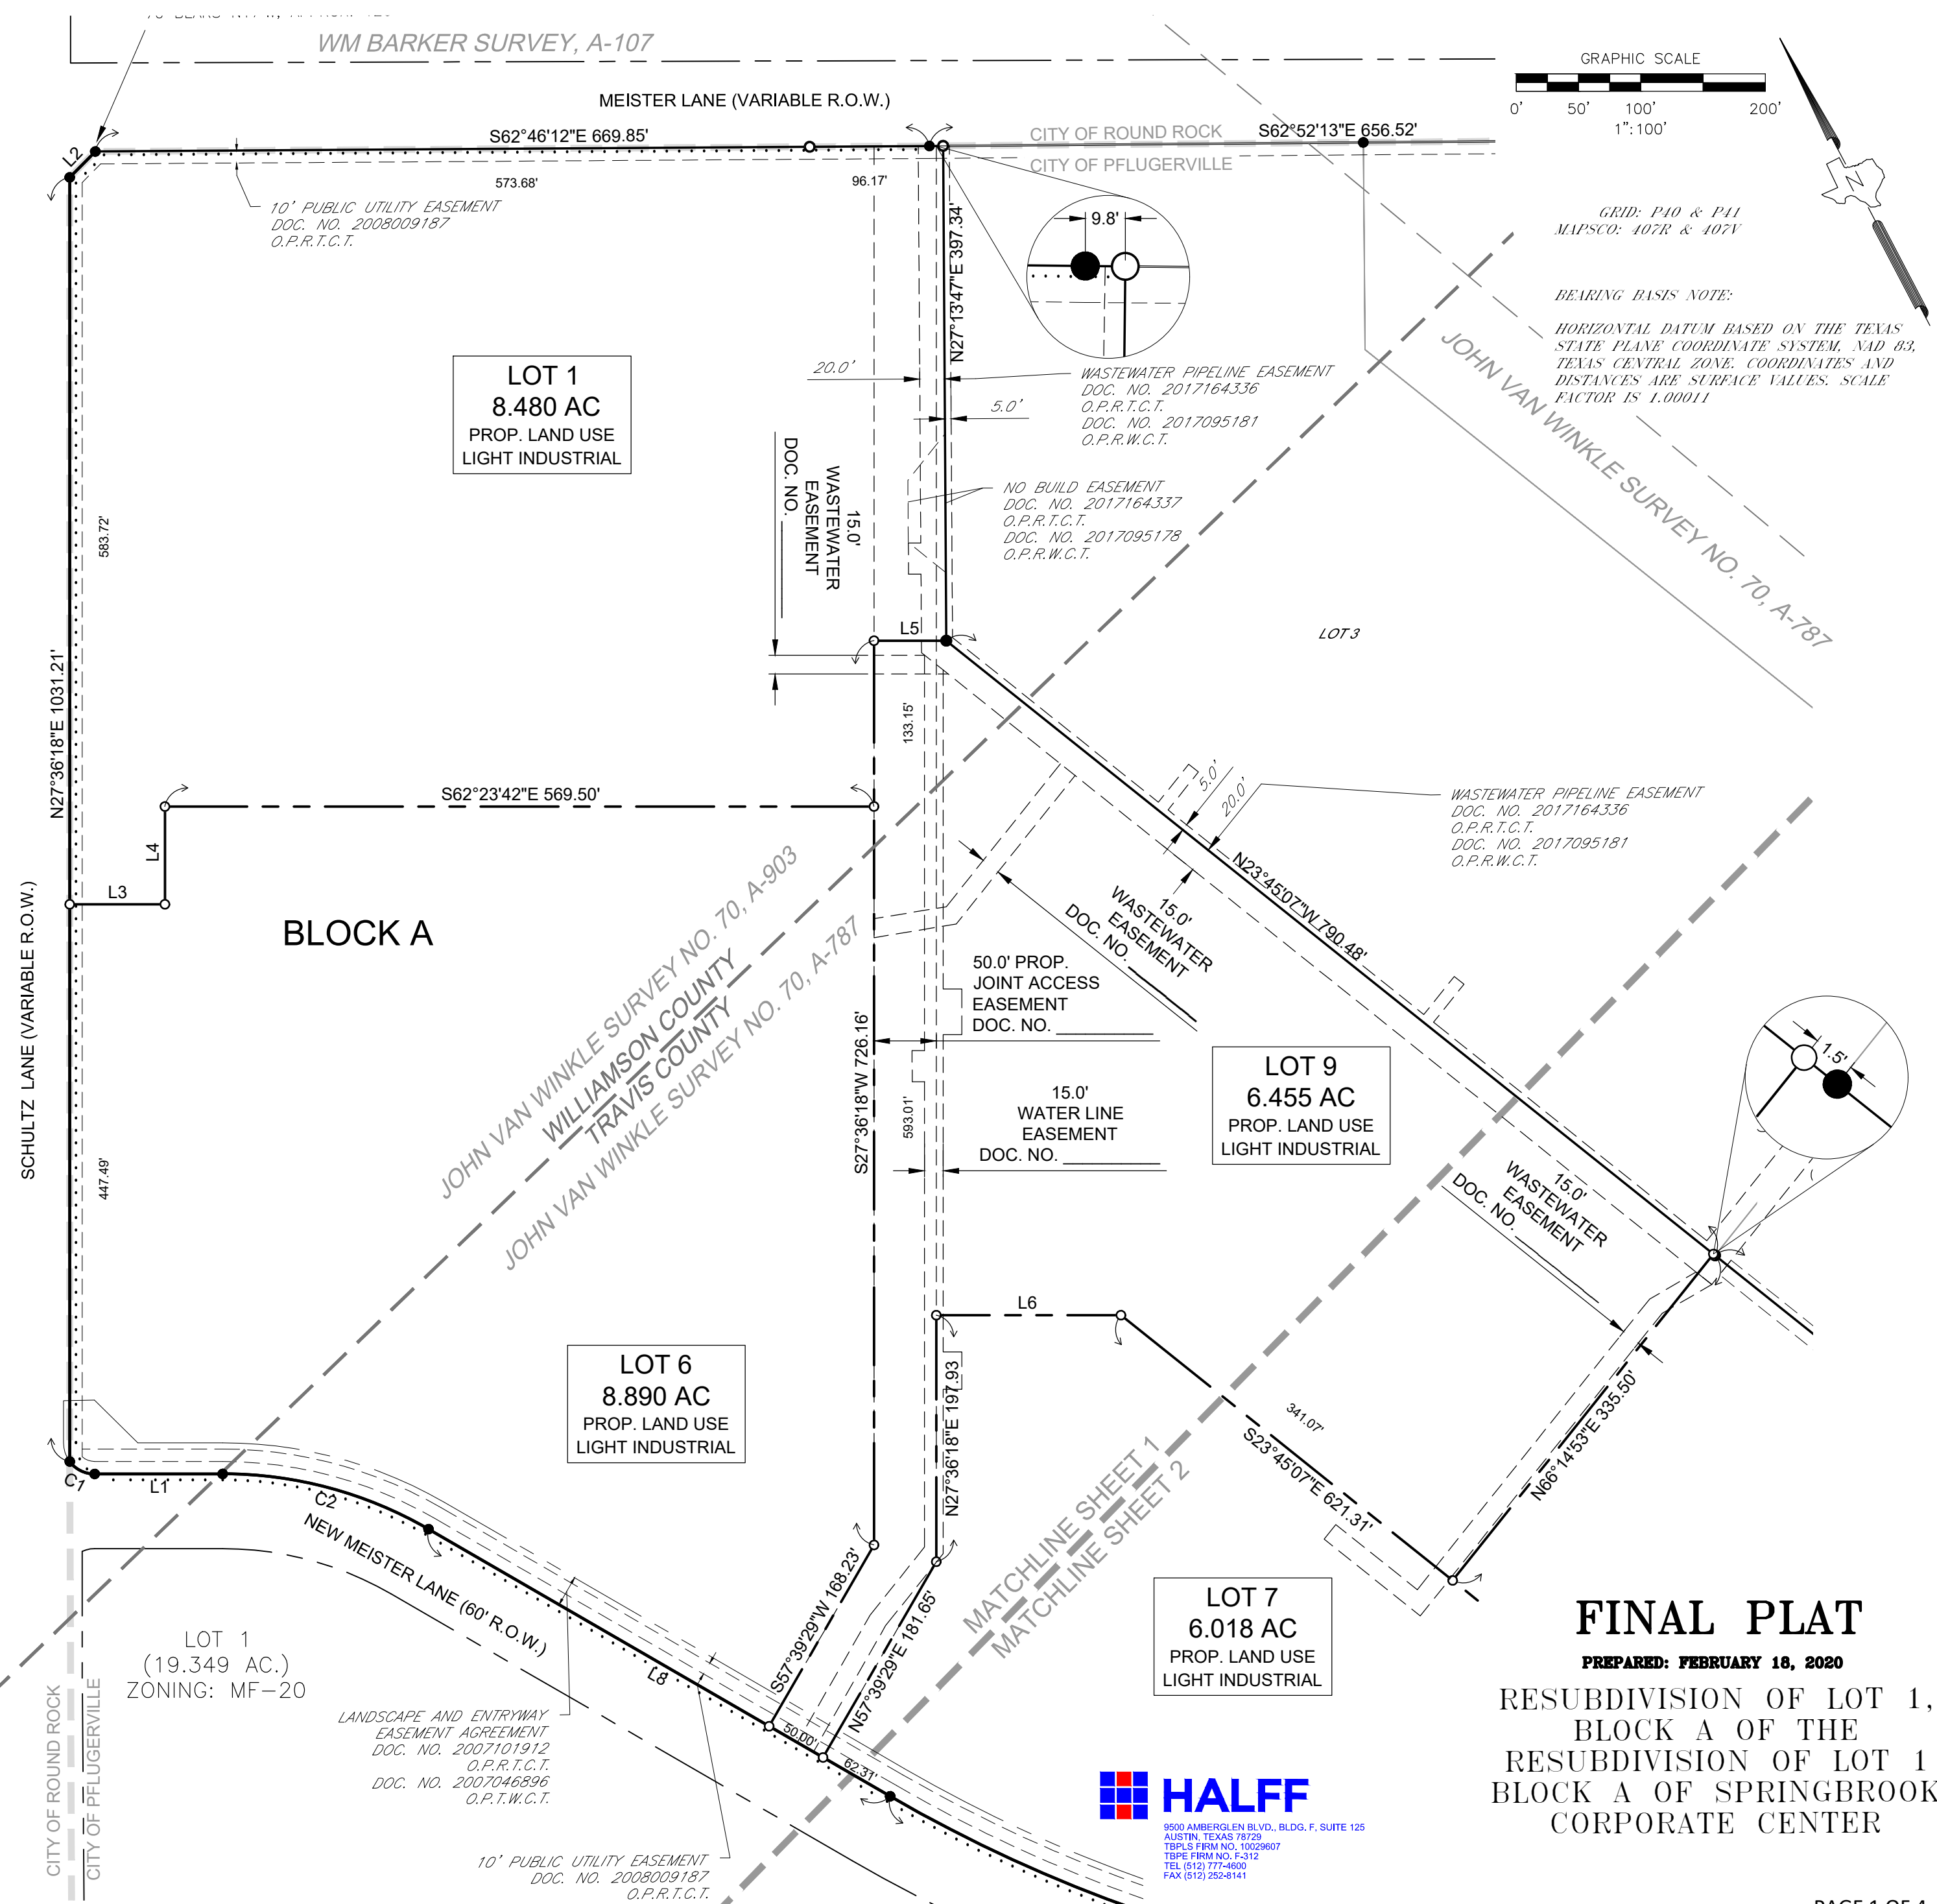 WM BARKER SURVEY, A-107
MEISTER LANE (VARIABLE R.O.W.)
S62°46'12"E 669.85'
CITY OF ROUND ROCK
CITY OF PFLUGERVILLE
S62°52'13"E 656.52'
GRAPHIC SCALE
0' 50' 100' 200'
1":100'
N
GRID: P40 & P41
MAPSCO: 407R & 407V
BEARING BASIS NOTE:
HORIZONTAL DATUM BASED ON THE TEXAS
STATE PLANE COORDINATE SYSTEM, NAD 83,
TEXAS CENTRAL ZONE. COORDINATES AND
DISTANCES ARE SURFACE VALUES. SCALE
FACTOR IS 1.00011
L2
573.68'
96.17'
10' PUBLIC UTILITY EASEMENT
DOC. NO. 2008009187
O.P.R.T.C.T.
9.8'
N27°13'47"E 397.34'
LOT 1
8.480 AC
PROP. LAND USE
LIGHT INDUSTRIAL
20.0'
5.0'
WASTEWATER PIPELINE EASEMENT
DOC. NO. 2017164336
O.P.R.T.C.T.
DOC. NO. 2017095181
O.P.R.W.C.T.
NO BUILD EASEMENT
DOC. NO. 2017164337
O.P.R.T.C.T.
DOC. NO. 2017095178
O.P.R.W.C.T.
15.0'
WASTEWATER
EASEMENT
DOC. NO. ________
583.72'
N27°36'18"E 1031.21'
JOHN VAN WINKLE SURVEY NO. 70, A-787
LOT 3
L5
133.15'
S62°23'42"E 569.50'
L4
L3
SCHULTZ LANE (VARIABLE R.O.W.)
BLOCK A
5.0'
20.0'
WASTEWATER PIPELINE EASEMENT
DOC. NO. 2017164336
O.P.R.T.C.T.
DOC. NO. 2017095181
O.P.R.W.C.T.
N23°45'07"W 790.48'
15.0'
WASTEWATER
EASEMENT
DOC. NO. ________
JOHN VAN WINKLE SURVEY NO. 70, A-903
WILLIAMSON COUNTY
TRAVIS COUNTY
JOHN VAN WINKLE SURVEY NO. 70, A-787
50.0' PROP.
JOINT ACCESS
EASEMENT
DOC. NO. __________
S27°36'18"W 726.16'
593.01'
15.0'
WATER LINE
EASEMENT
DOC. NO. __________
LOT 9
6.455 AC
PROP. LAND USE
LIGHT INDUSTRIAL
1.5'
15.0'
WASTEWATER
EASEMENT
DOC. NO. ________
447.49'
L6
LOT 6
8.890 AC
PROP. LAND USE
LIGHT INDUSTRIAL
N27°36'18"E 197.93
341.07'
S23°45'07"E 621.31'
N66°14'53"E 335.50'
MATCHLINE SHEET 1
MATCHLINE SHEET 2
C1
L1
C2
NEW MEISTER LANE (60' R.O.W.)
L8
S57°39'29"W 168.23'
N57°39'29"E 181.65'
50.00'
62.31'
LOT 7
6.018 AC
PROP. LAND USE
LIGHT INDUSTRIAL
LOT 1
(19.349 AC.)
ZONING: MF-20
CITY OF ROUND ROCK
CITY OF PFLUGERVILLE
LANDSCAPE AND ENTRYWAY
EASEMENT AGREEMENT
DOC. NO. 2007101912
O.P.R.T.C.T.
DOC. NO. 2007046896
O.P.T.W.C.T.
10' PUBLIC UTILITY EASEMENT
DOC. NO. 2008009187
O.P.R.T.C.T.
HALFF
9500 AMBERGLEN BLVD., BLDG. F, SUITE 125
AUSTIN, TEXAS 78729
TBPLS FIRM NO. 10029607
TBPE FIRM NO. F-312
TEL (512) 777-4600
FAX (512) 252-8141
FINAL PLAT
PREPARED: FEBRUARY 18, 2020
RESUBDIVISION OF LOT 1,
BLOCK A OF THE
RESUBDIVISION OF LOT 1
BLOCK A OF SPRINGBROOK
CORPORATE CENTER
PAGE 1 OF 4